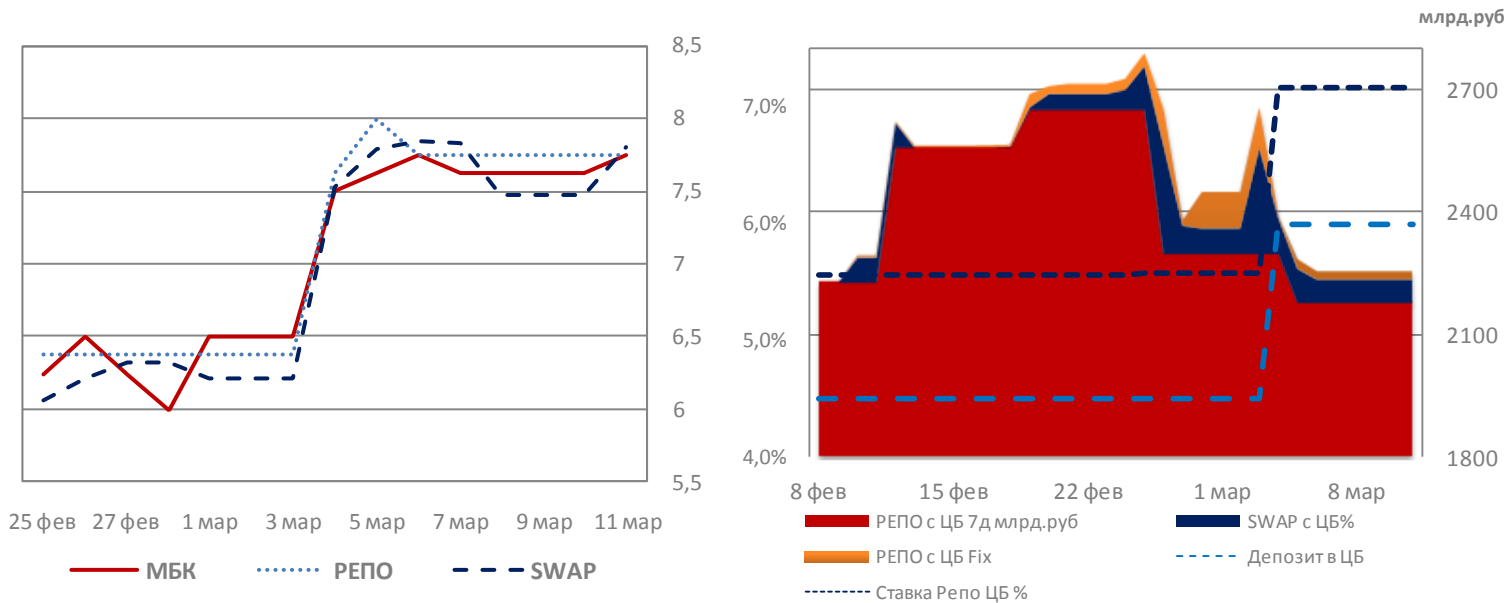 8,5
8
7,5
7
6,5
6
5,5
25 фев 27 фев 1 мар 3 мар 5 мар 7 мар 9 мар 11 мар
МБК РЕПО SWAP
млрд.руб
7,0% 2700
6,0% 2400
5,0% 2100
4,0% 1800
8 фев 15 фев 22 фев 1 мар 8 мар
РЕПО с ЦБ 7д млрд.руб SWAP с ЦБ%
РЕПО с ЦБ Fix Депозит в ЦБ
Ставка Репо ЦБ %